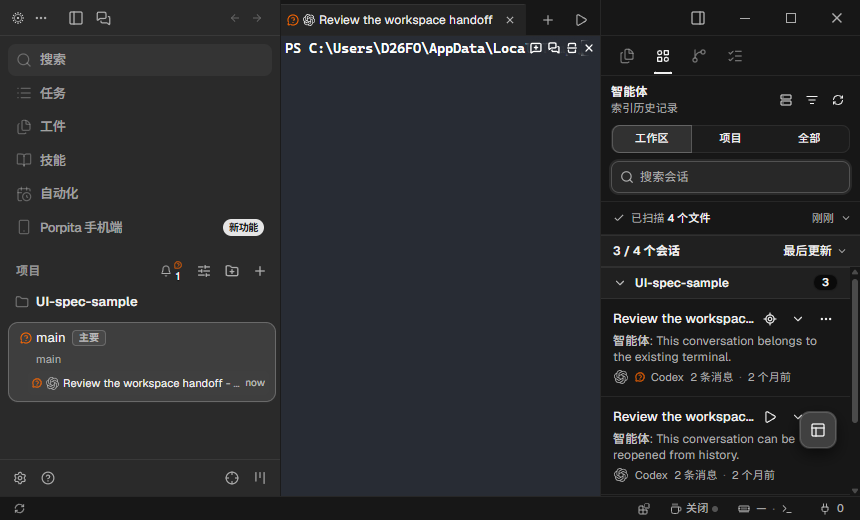 搜索
任务
工件
技能
自动化
Porpita 手机端
新功能
项目
1
UI-spec-sample
main
主要
main
Review the workspace handoff - ...
now
Review the workspace handoff
PS C:\Users\D26F0\AppData\Loca
智能体
索引历史记录
工作区
项目
全部
搜索会话
已扫描 4 个文件
刚刚
3 / 4 个会话
最后更新
UI-spec-sample
3
Review the workspac...
智能体: This conversation belongs to
the existing terminal.
Codex 2 条消息 · 2 个月前
Review the workspac...
智能体: This conversation can be
reopened from history.
Codex 2 条消息 · 2 个月前
关闭
— ·
0